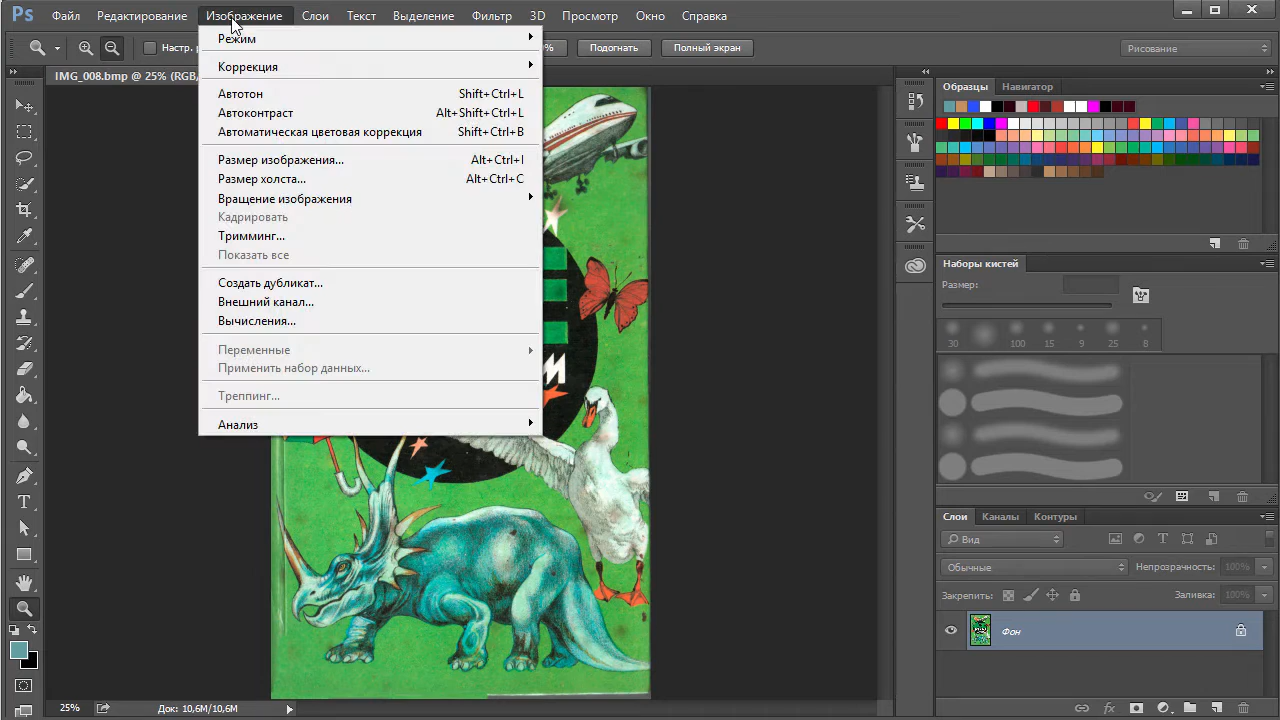 Ps Файл Редактирование Изображение Слои Текст Выделение Фильтр 3D Просмотр Окно Справка
Настр. % Подогнать Полный экран Рисование
IMG_008.bmp @ 25% (RGB/
Режим
Коррекция
Автотон Shift+Ctrl+L
Автоконтраст Alt+Shift+Ctrl+L
Автоматическая цветовая коррекция Shift+Ctrl+B
Размер изображения... Alt+Ctrl+I
Размер холста... Alt+Ctrl+C
Вращение изображения
Кадрировать
Тримминг...
Показать все
Создать дубликат...
Внешний канал...
Вычисления...
Переменные
Применить набор данных...
Треппинг...
Анализ
Образцы Навигатор
Наборы кистей
Размер:
30 100 15 9 25 8
Слои Каналы Контуры
Вид
Обычные Непрозрачность: 100%
Закрепить: Заливка: 100%
Фон
25% Док: 10,6M/10,6M